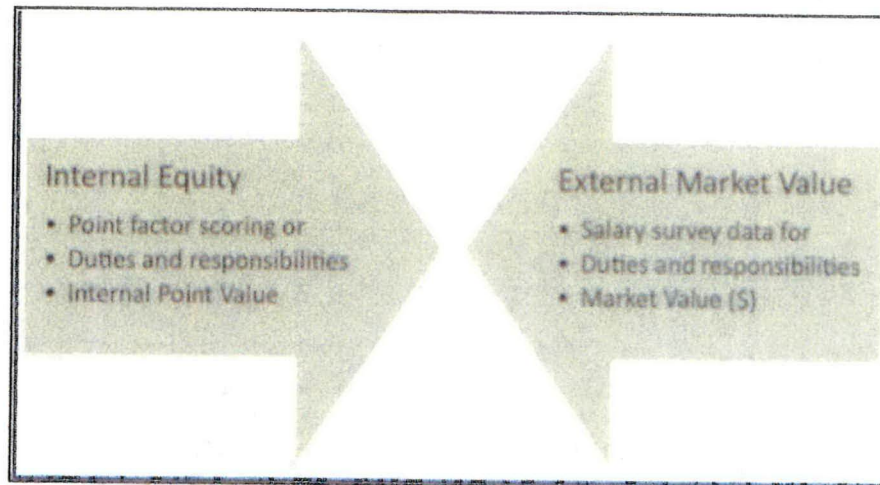 Internal Equity
• Point factor scoring or
• Duties and responsibilities
• Internal Point Value
External Market Value
• Salary survey data for
• Duties and responsibilities
• Market Value ($)